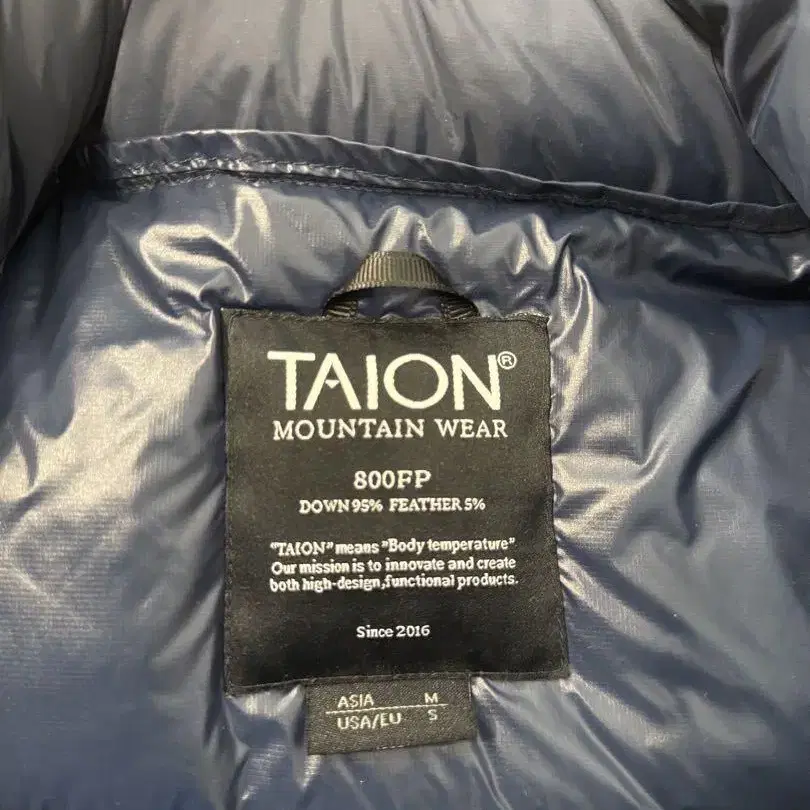 TAION®
MOUNTAIN WEAR
800FP
DOWN 95% FEATHER 5%
"TAION" means "Body temperature"
Our mission is to innovate and create
both high-design,functional products.
Since 2016
ASIA M
USA/EU S